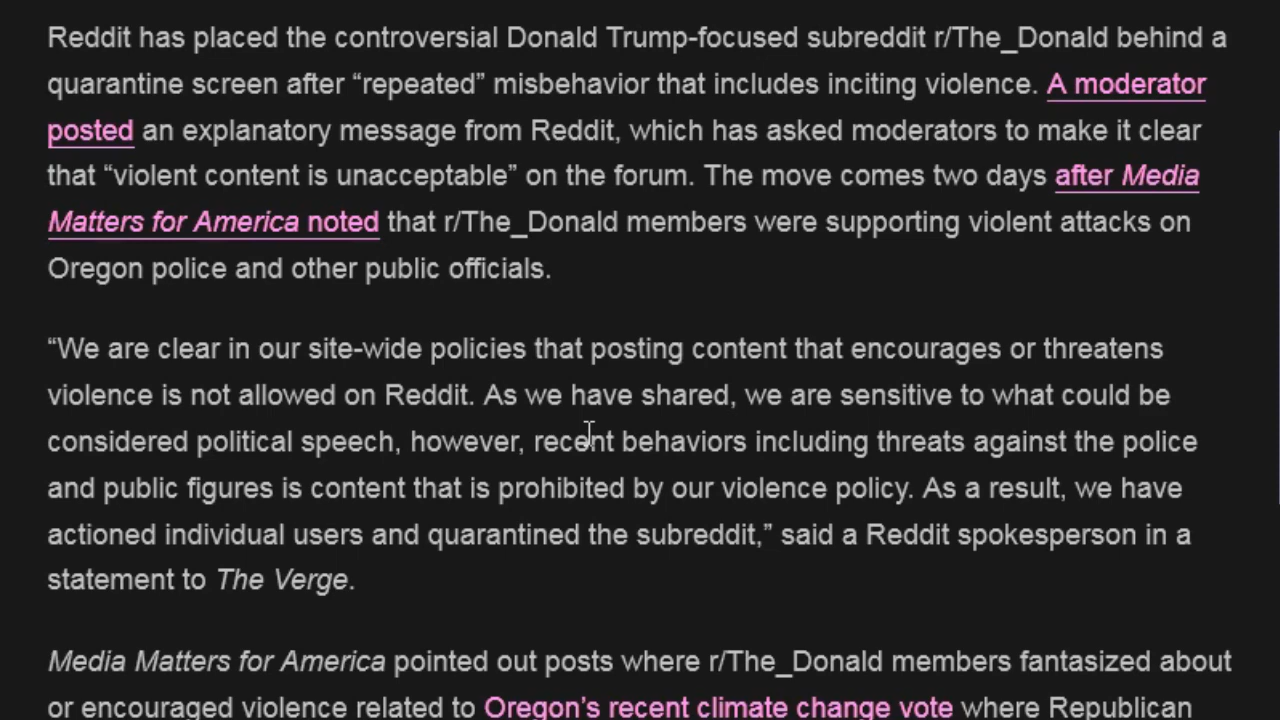 Reddit has placed the controversial Donald Trump-focused subreddit r/The_Donald behind a
quarantine screen after “repeated” misbehavior that includes inciting violence. A moderator
posted an explanatory message from Reddit, which has asked moderators to make it clear
that “violent content is unacceptable” on the forum. The move comes two days after Media
Matters for America noted that r/The_Donald members were supporting violent attacks on
Oregon police and other public officials.
“We are clear in our site-wide policies that posting content that encourages or threatens
violence is not allowed on Reddit. As we have shared, we are sensitive to what could be
considered political speech, however, recent behaviors including threats against the police
and public figures is content that is prohibited by our violence policy. As a result, we have
actioned individual users and quarantined the subreddit,” said a Reddit spokesperson in a
statement to The Verge.
Media Matters for America pointed out posts where r/The_Donald members fantasized about
or encouraged violence related to Oregon’s recent climate change vote where Republican